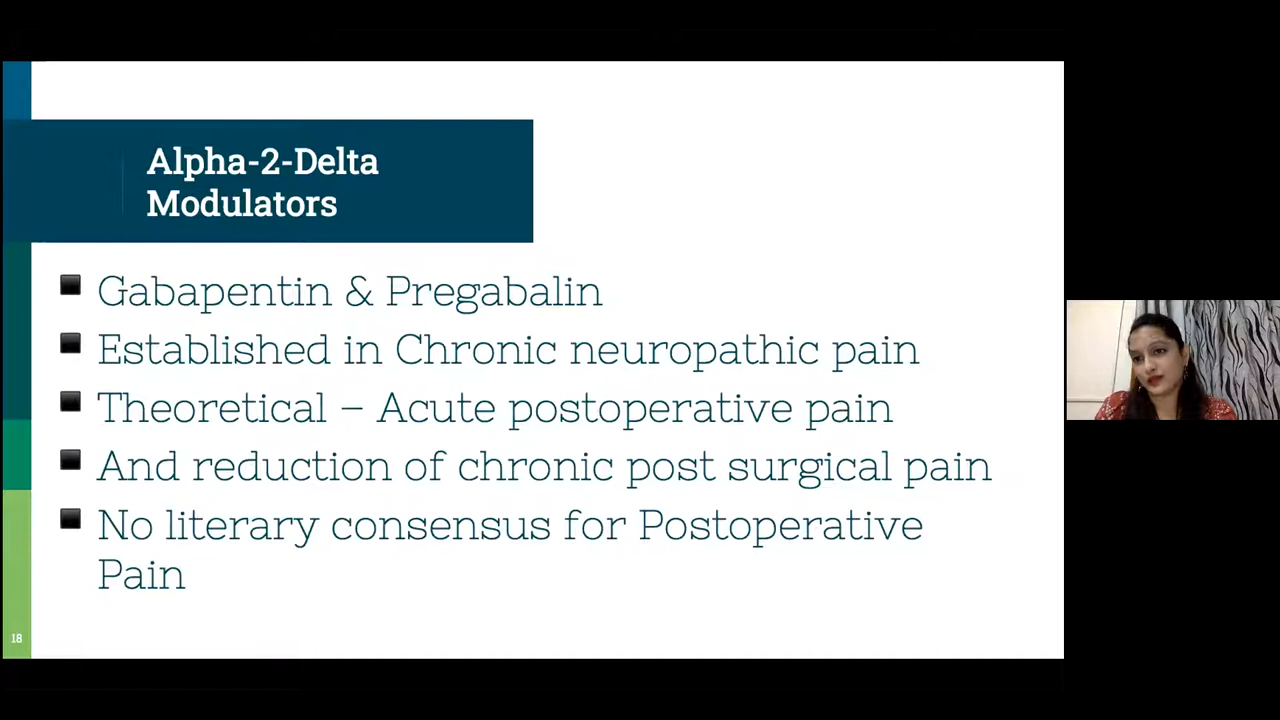 Alpha-2-Delta
Modulators
Gabapentin & Pregabalin
Established in Chronic neuropathic pain
Theoretical – Acute postoperative pain
And reduction of chronic post surgical pain
No literary consensus for Postoperative
Pain
18